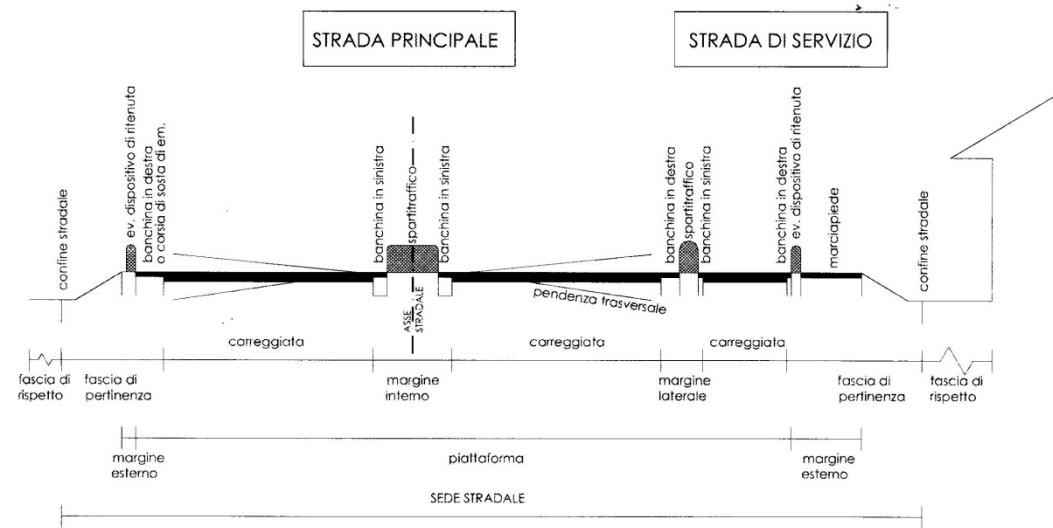 STRADA PRINCIPALE
STRADA DI SERVIZIO
confine stradale
ev. dispositivo di ritenuta
banchina in destra
o corsia di sosta di em.
banchina in sinistra
spartitraffico
banchina in sinistra
banchina in destra
spartitraffico
banchina in sinistra
banchina in destra
ev. dispositivo di ritenuta
marciapiede
confine stradale
ASSE
STRADALE
pendenza trasversale
carreggiata
carreggiata
carreggiata
fascia di
rispetto
fascia di
pertinenza
margine
interno
margine
laterale
fascia di
pertinenza
fascia di
rispetto
margine
esterno
piattaforma
margine
esterno
SEDE STRADALE